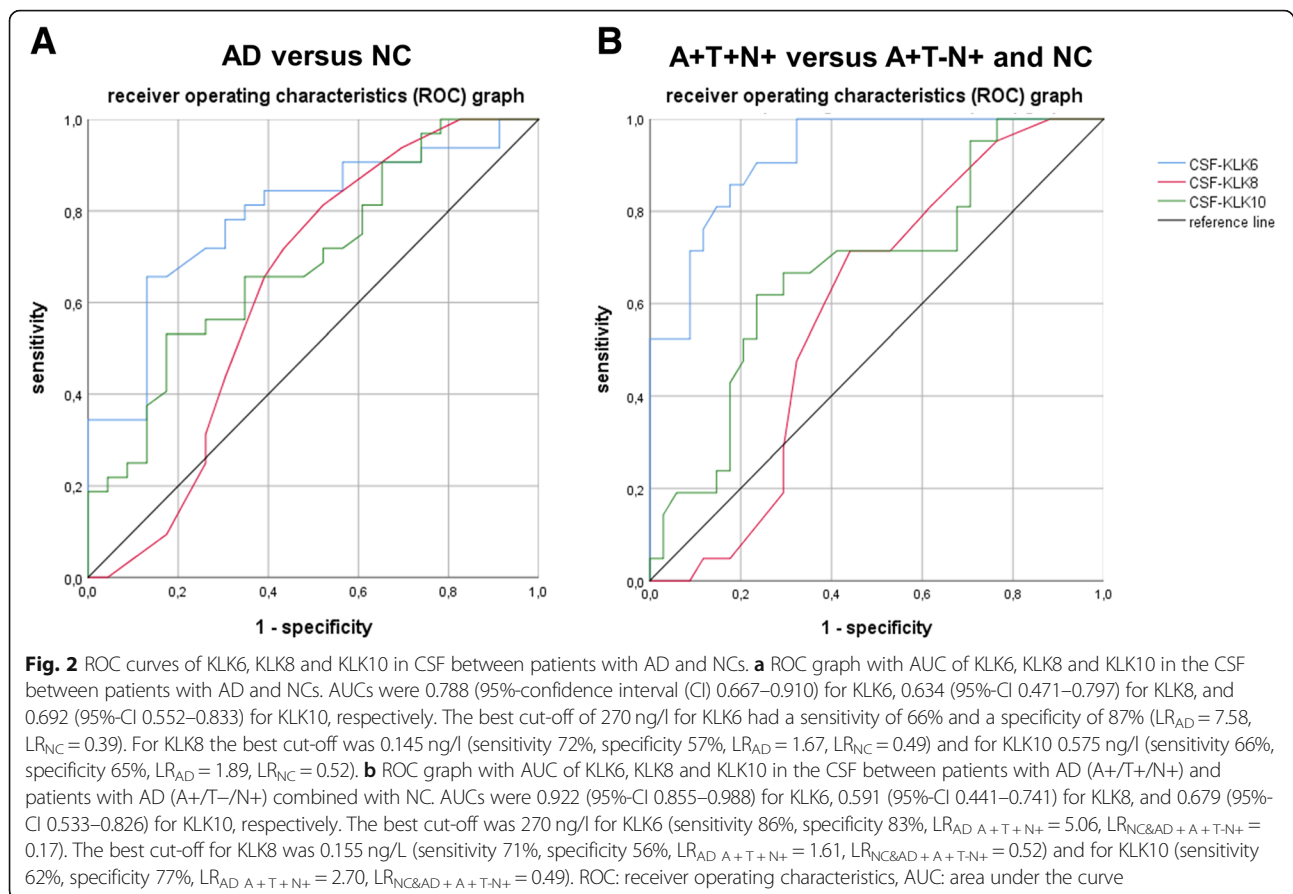 A
AD versus NC
receiver operating characteristics (ROC) graph
1,0
0,8
0,6
0,4
0,2
0,0
sensitivity
0,0 0,2 0,4 0,6 0,8 1,0
1 - specificity
B
A+T+N+ versus A+T-N+ and NC
receiver operating characteristics (ROC) graph
1,0
0,8
0,6
0,4
0,2
0,0
sensitivity
0,0 0,2 0,4 0,6 0,8 1,0
1 - specificity
CSF-KLK6
CSF-KLK8
CSF-KLK10
reference line
Fig. 2 ROC curves of KLK6, KLK8 and KLK10 in CSF between patients with AD and NCs. a ROC graph with AUC of KLK6, KLK8 and KLK10 in the CSF
between patients with AD and NCs. AUCs were 0.788 (95%-confidence interval (CI) 0.667–0.910) for KLK6, 0.634 (95%-CI 0.471–0.797) for KLK8, and
0.692 (95%-CI 0.552–0.833) for KLK10, respectively. The best cut-off of 270 ng/l for KLK6 had a sensitivity of 66% and a specificity of 87% (LRAD = 7.58,
LRNC = 0.39). For KLK8 the best cut-off was 0.145 ng/l (sensitivity 72%, specificity 57%, LRAD = 1.67, LRNC = 0.49) and for KLK10 0.575 ng/l (sensitivity 66%,
specificity 65%, LRAD = 1.89, LRNC = 0.52). b ROC graph with AUC of KLK6, KLK8 and KLK10 in the CSF between patients with AD (A+/T+/N+) and
patients with AD (A+/T−/N+) combined with NC. AUCs were 0.922 (95%-CI 0.855–0.988) for KLK6, 0.591 (95%-CI 0.441–0.741) for KLK8, and 0.679 (95%-
CI 0.533–0.826) for KLK10, respectively. The best cut-off was 270 ng/l for KLK6 (sensitivity 86%, specificity 83%, LRAD A + T + N+ = 5.06, LRNC&AD + A + T-N+ =
0.17). The best cut-off for KLK8 was 0.155 ng/L (sensitivity 71%, specificity 56%, LRAD A + T + N+ = 1.61, LRNC&AD + A + T-N+ = 0.52) and for KLK10 (sensitivity
62%, specificity 77%, LRAD A + T + N+ = 2.70, LRNC&AD + A + T-N+ = 0.49). ROC: receiver operating characteristics, AUC: area under the curve